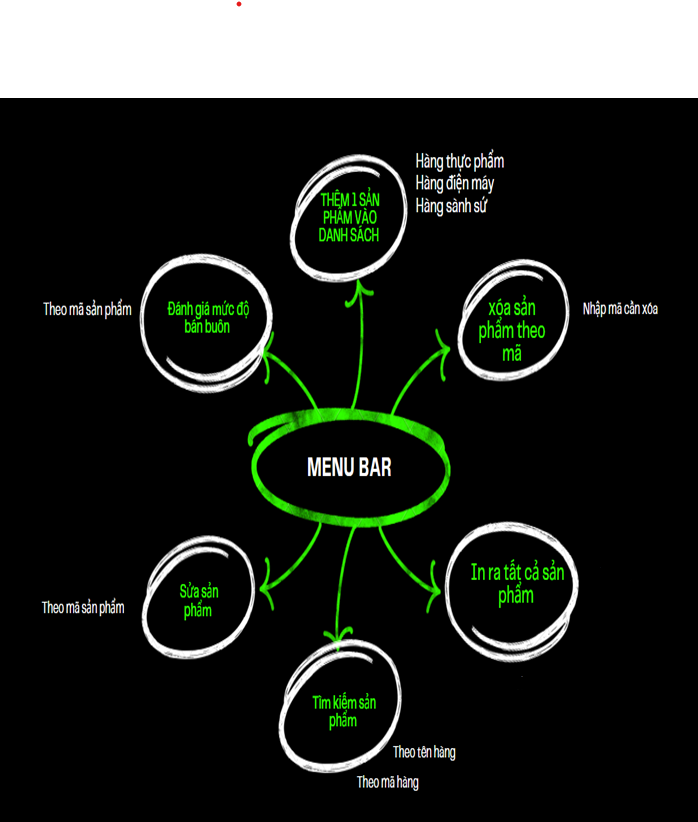 Hàng thực phẩm
Hàng điện máy
Hàng sành sứ
THÊM 1 SẢN
PHẨM VÀO
DANH SÁCH
Theo mã sản phẩm
Đánh giá mức độ
bán buôn
xóa sản
phẩm theo
mã
Nhập mã cần xóa
MENU BAR
In ra tất cả sản
phẩm
Sửa sản
phẩm
Theo mã sản phẩm
Tìm kiếm sản
phẩm
Theo tên hàng
Theo mã hàng